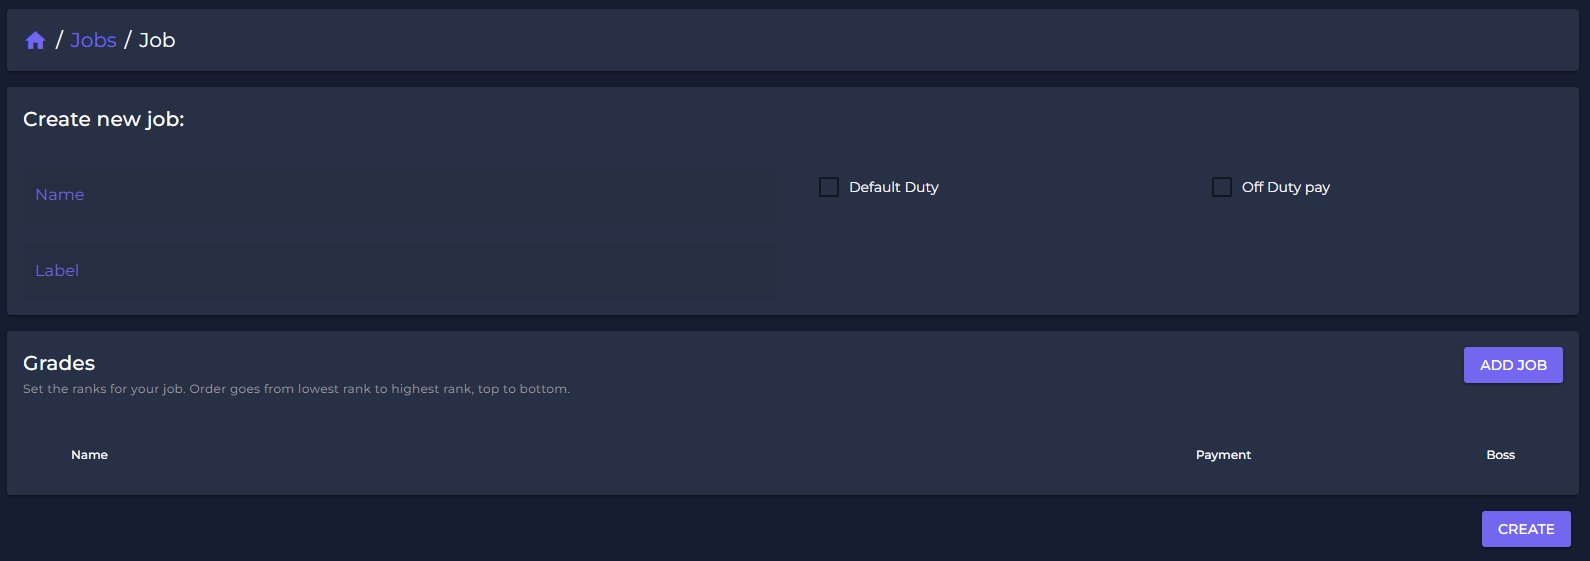 / Jobs / Job
Create new job:
Name
Default Duty
Off Duty pay
Label
Grades
ADD JOB
Set the ranks for your job. Order goes from lowest rank to highest rank, top to bottom.
Name Payment Boss
CREATE